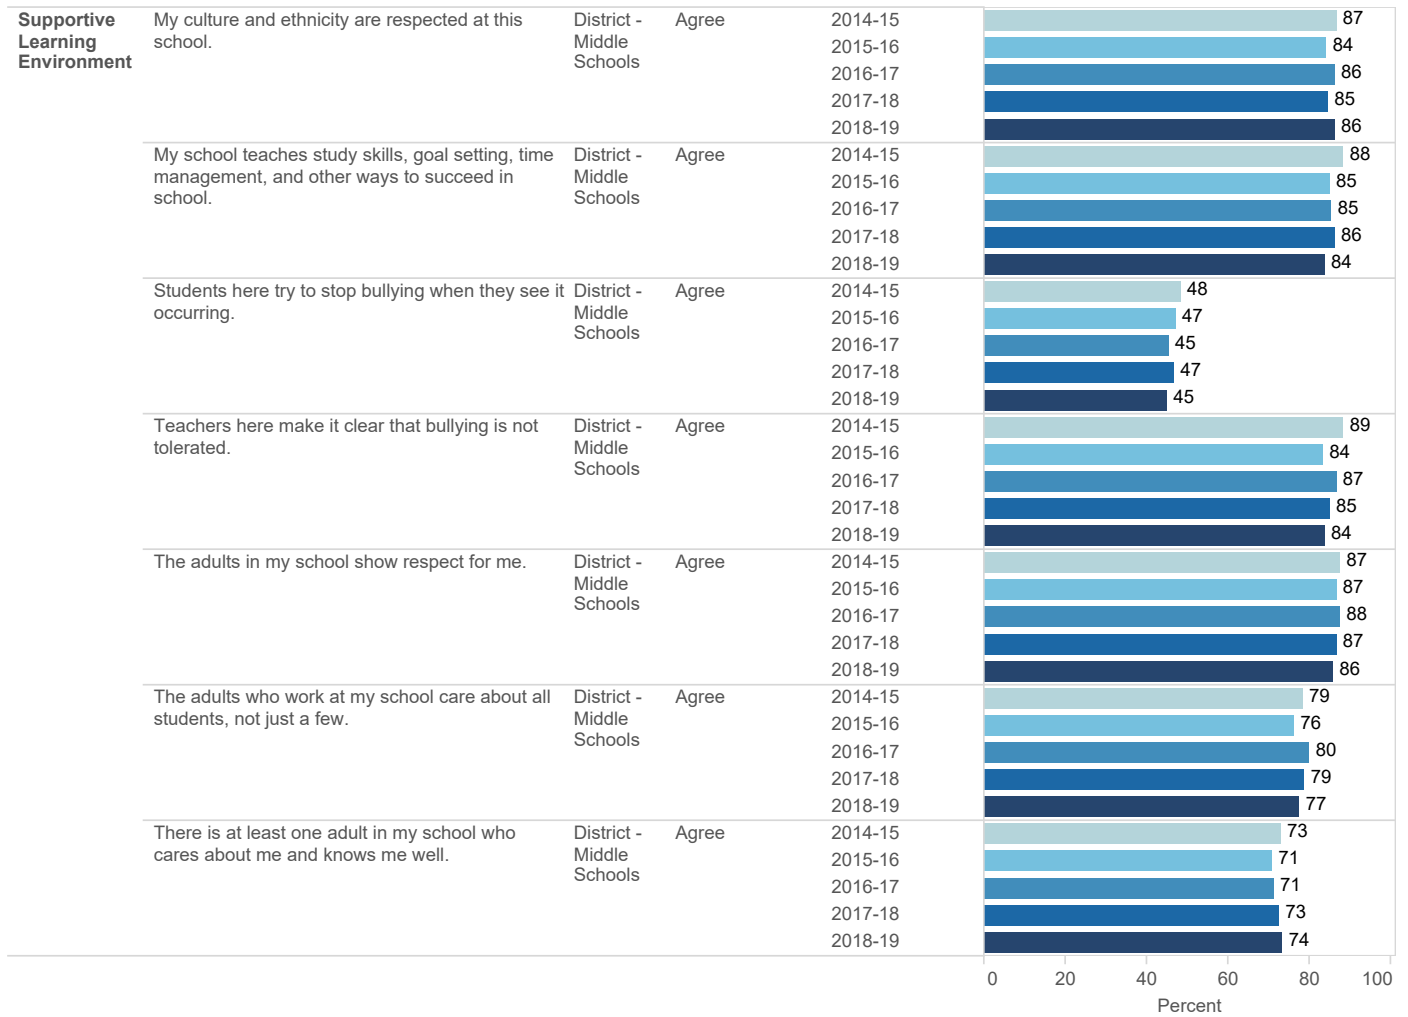 Supportive
Learning
Environment
My culture and ethnicity are respected at this
school.
District -
Middle
Schools
Agree
2014-15
87
2015-16
84
2016-17
86
2017-18
85
2018-19
86
My school teaches study skills, goal setting, time
management, and other ways to succeed in
school.
District -
Middle
Schools
Agree
2014-15
88
2015-16
85
2016-17
85
2017-18
86
2018-19
84
Students here try to stop bullying when they see it
occurring.
District -
Middle
Schools
Agree
2014-15
48
2015-16
47
2016-17
45
2017-18
47
2018-19
45
Teachers here make it clear that bullying is not
tolerated.
District -
Middle
Schools
Agree
2014-15
89
2015-16
84
2016-17
87
2017-18
85
2018-19
84
The adults in my school show respect for me.
District -
Middle
Schools
Agree
2014-15
87
2015-16
87
2016-17
88
2017-18
87
2018-19
86
The adults who work at my school care about all
students, not just a few.
District -
Middle
Schools
Agree
2014-15
79
2015-16
76
2016-17
80
2017-18
79
2018-19
77
There is at least one adult in my school who
cares about me and knows me well.
District -
Middle
Schools
Agree
2014-15
73
2015-16
71
2016-17
71
2017-18
73
2018-19
74
0 20 40 60 80 100
Percent